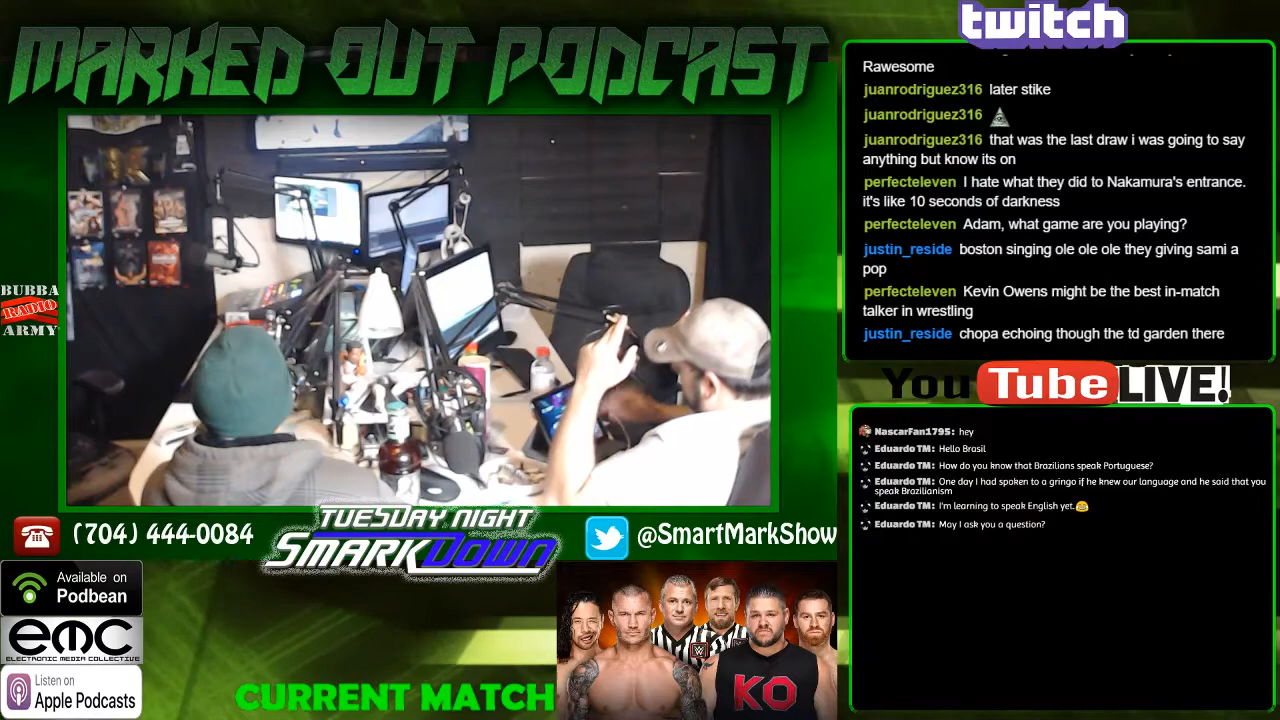 MARKED OUT PODCAST
twitch
Rawesome
juanrodriguez316 later stike
juanrodriguez316
juanrodriguez316 that was the last draw i was going to say
anything but know its on
perfecteleven I hate what they did to Nakamura's entrance.
it's like 10 seconds of darkness
perfecteleven Adam, what game are you playing?
justin_reside boston singing ole ole ole they giving sami a
pop
perfecteleven Kevin Owens might be the best in-match
talker in wrestling
justin_reside chopa echoing though the td garden there
BUBBA
RADIO
ARMY
You Tube LIVE!
NascarFan1795: hey
Eduardo TM: Hello Brasil
Eduardo TM: How do you know that Brazilians speak Portuguese?
Eduardo TM: One day I had spoken to a gringo if he knew our language and he said that you
speak Brazilianism
Eduardo TM: I'm learning to speak English yet.😂
Eduardo TM: May I ask you a question?
(704) 444-0084
TUESDAY NIGHT
SMARKDOWN
@SmartMarkShow
Available on
Podbean
emc
ELECTRONIC MEDIA COLLECTIVE
Listen on
Apple Podcasts
CURRENT MATCH
KO